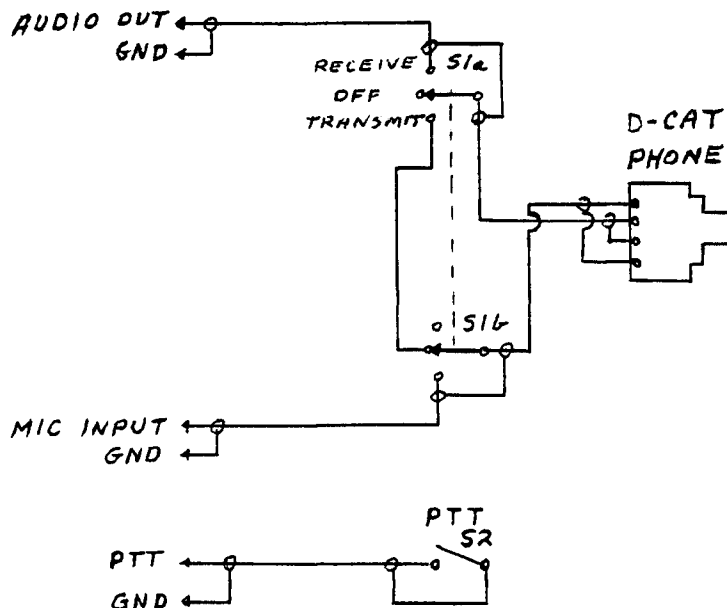 AUDIO OUT
GND
RECEIVE S1a
OFF
TRANSMIT
D-CAT
PHONE
S1b
MIC INPUT
GND
PTT
S2
PTT
GND